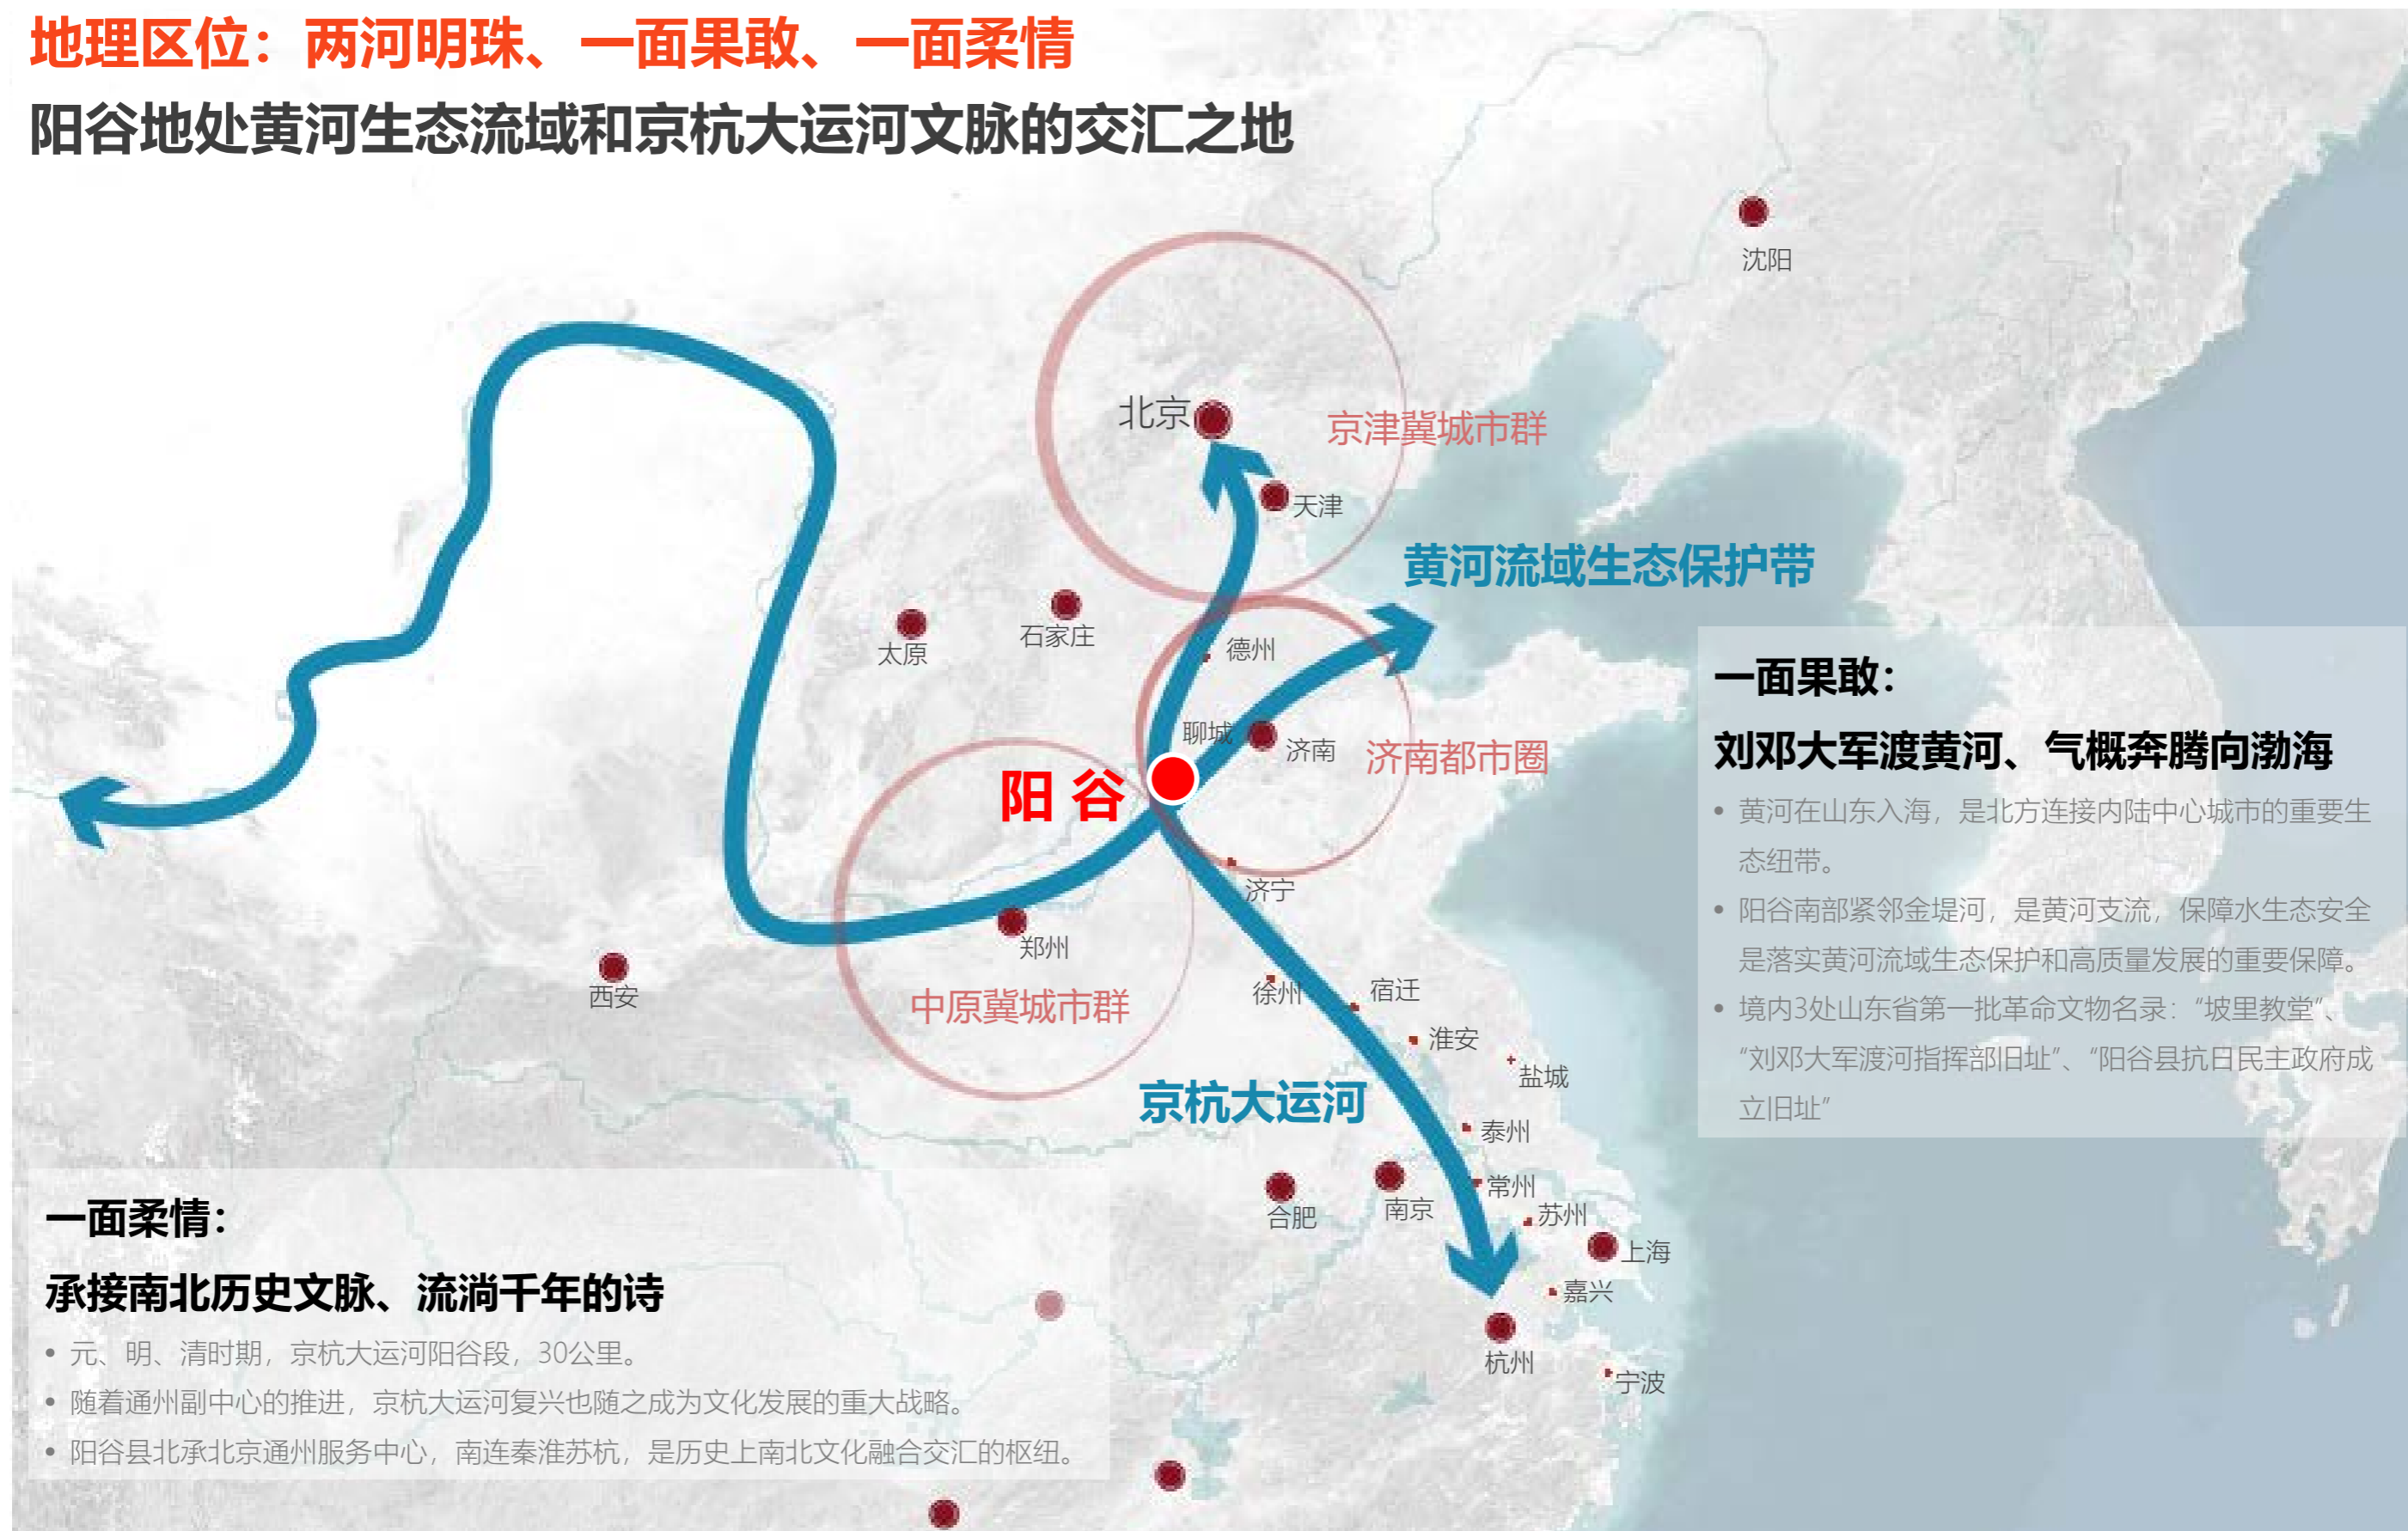 地理区位：两河明珠、一面果敢、一面柔情
阳谷地处黄河生态流域和京杭大运河文脉的交汇之地
沈阳
北京
京津冀城市群
天津
黄河流域生态保护带
石家庄
太原
德州
聊城
济南
济南都市圈
阳 谷
济宁
郑州
西安
中原冀城市群
徐州
宿迁
淮安
盐城
京杭大运河
泰州
常州
南京
合肥
苏州
上海
嘉兴
杭州
宁波
一面果敢：
刘邓大军渡黄河、气概奔腾向渤海
• 黄河在山东入海，是北方连接内陆中心城市的重要生
态纽带。
• 阳谷南部紧邻金堤河，是黄河支流，保障水生态安全
是落实黄河流域生态保护和高质量发展的重要保障。
• 境内3处山东省第一批革命文物名录：“坡里教堂”、
“刘邓大军渡河指挥部旧址”、“阳谷县抗日民主政府成
立旧址”
一面柔情：
承接南北历史文脉、流淌千年的诗
• 元、明、清时期，京杭大运河阳谷段，30公里。
• 随着通州副中心的推进，京杭大运河复兴也随之成为文化发展的重大战略。
• 阳谷县北承北京通州服务中心，南连秦淮苏杭，是历史上南北文化融合交汇的枢纽。